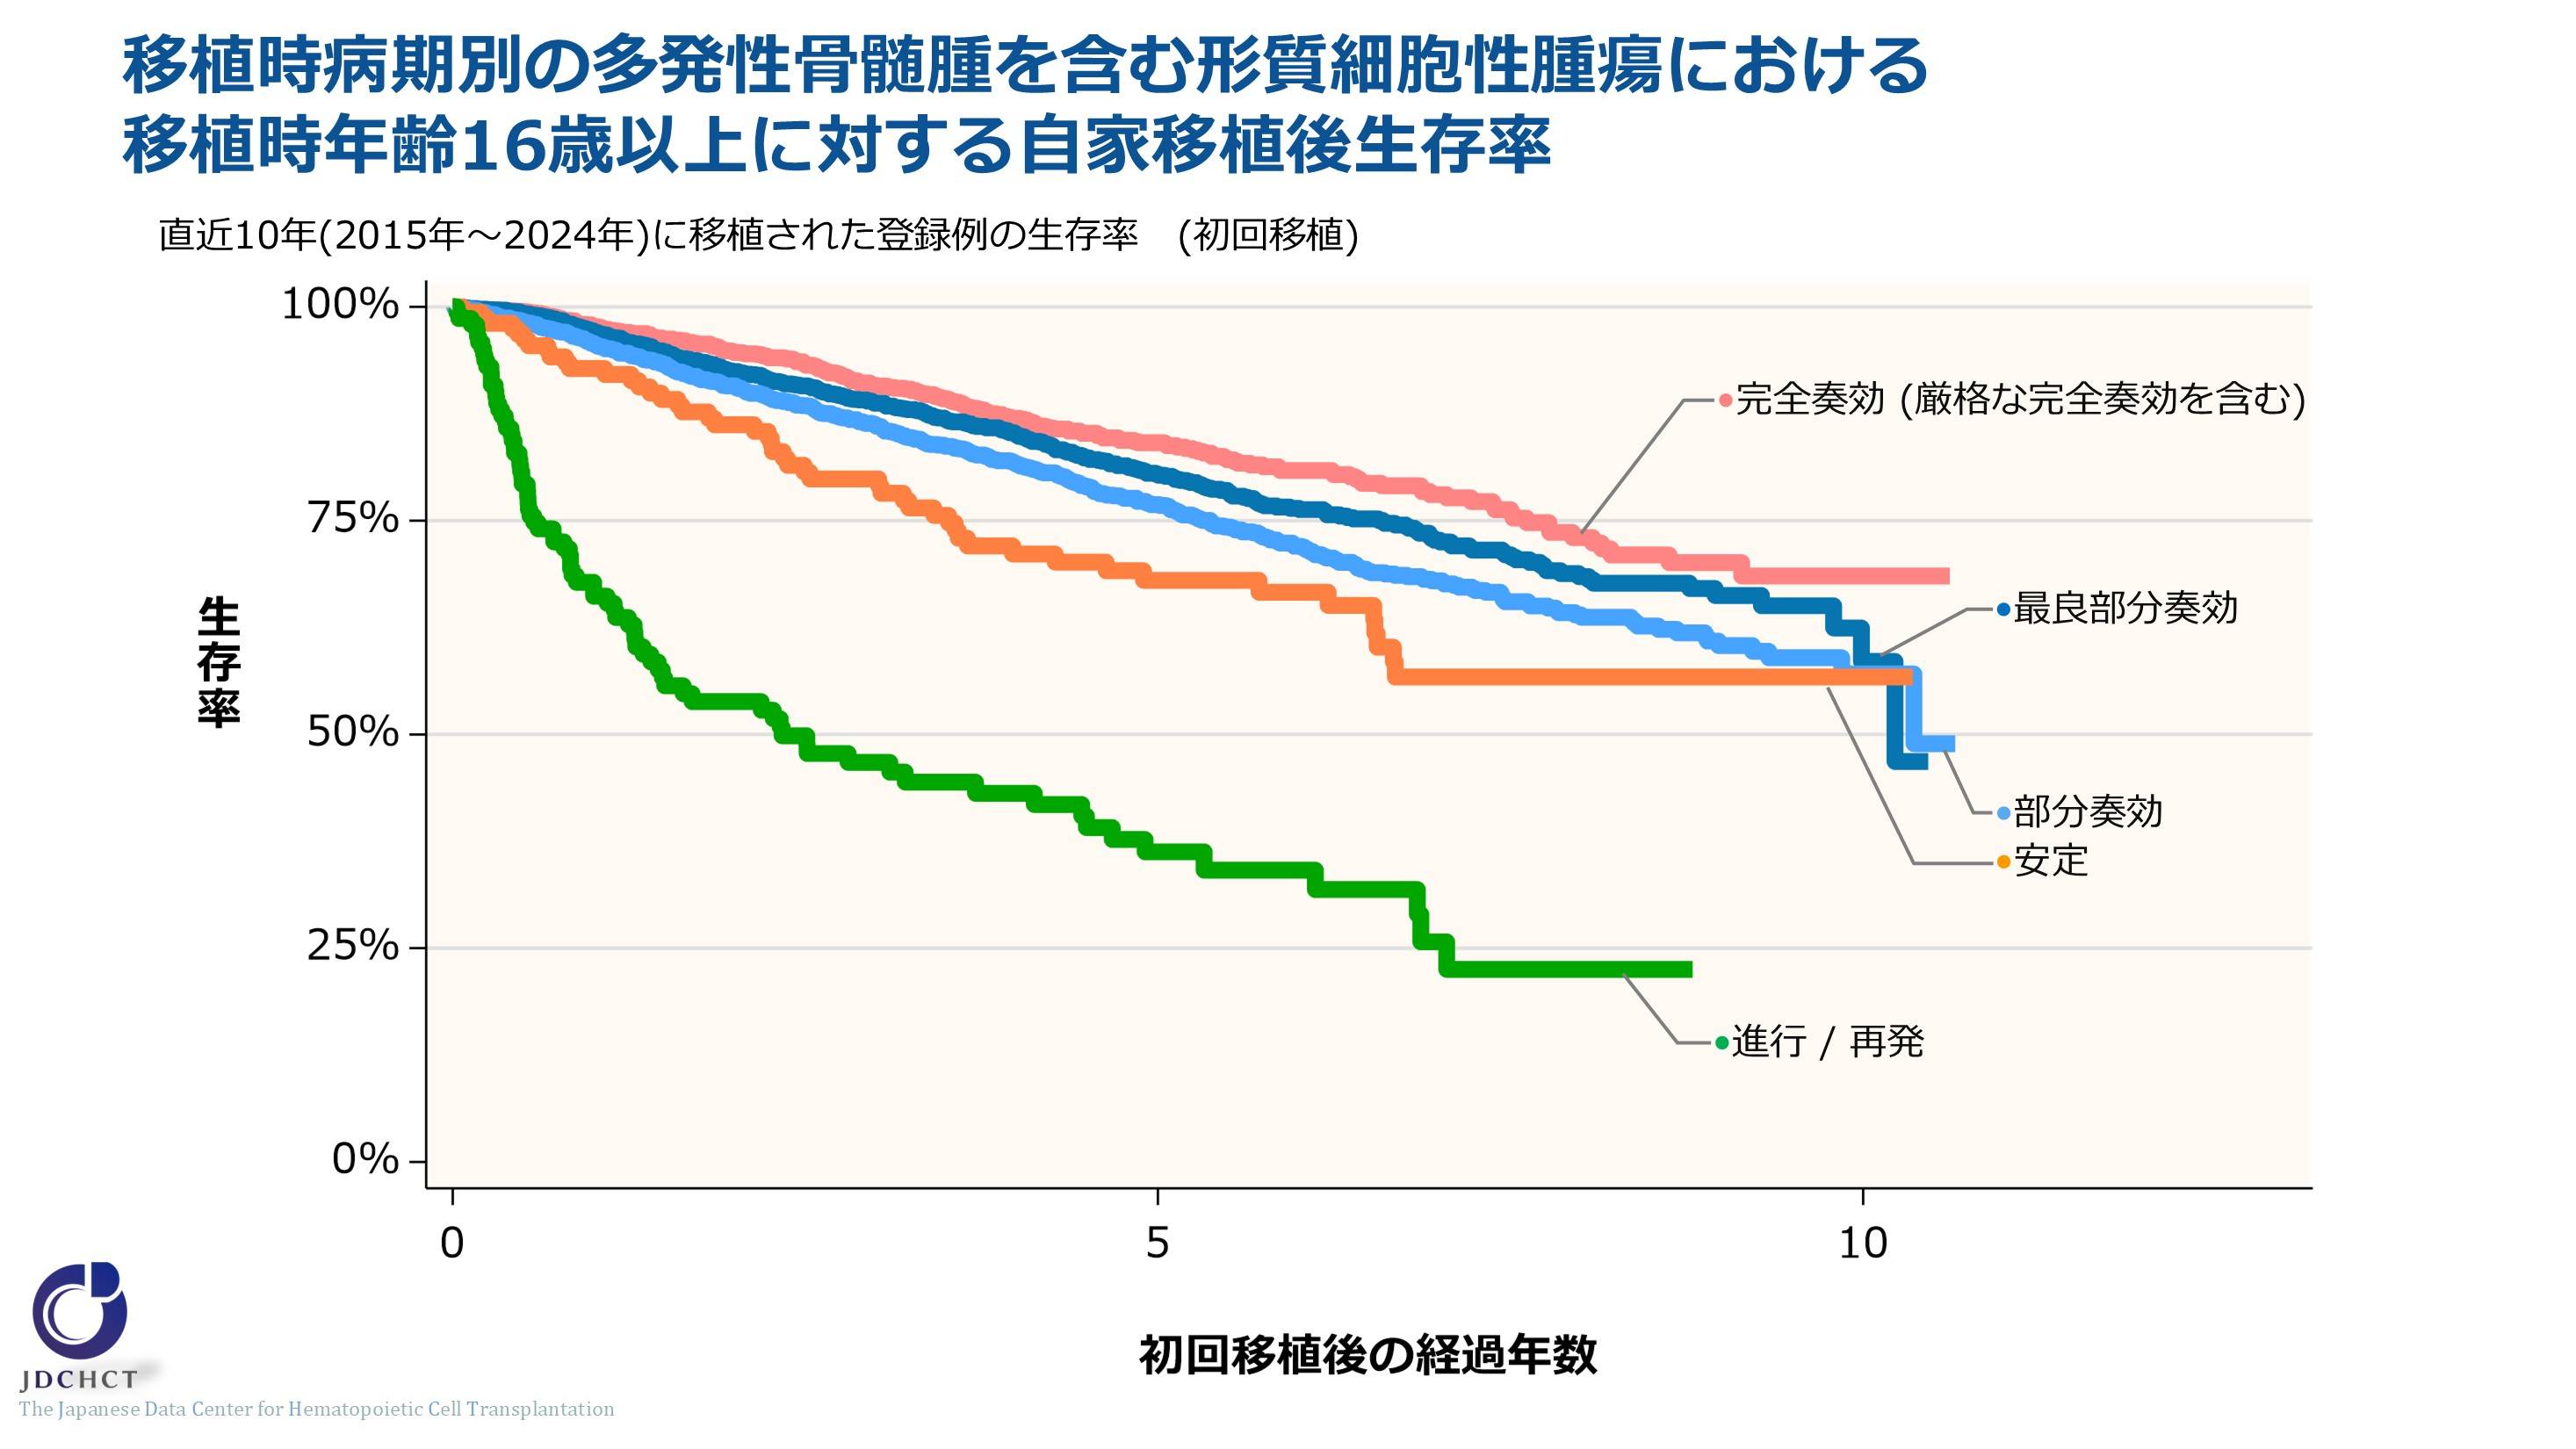 移植時病期別の多発性骨髄腫を含む形質細胞性腫瘍における
移植時年齢16歳以上に対する自家移植後生存率
直近10年(2015年～2024年)に移植された登録例の生存率　(初回移植)
100%
75%
50%
25%
0%
生存率
完全奏効 (厳格な完全奏効を含む)
最良部分奏効
部分奏効
安定
進行 / 再発
0
5
10
初回移植後の経過年数
JDCHCT
The Japanese Data Center for Hematopoietic Cell Transplantation